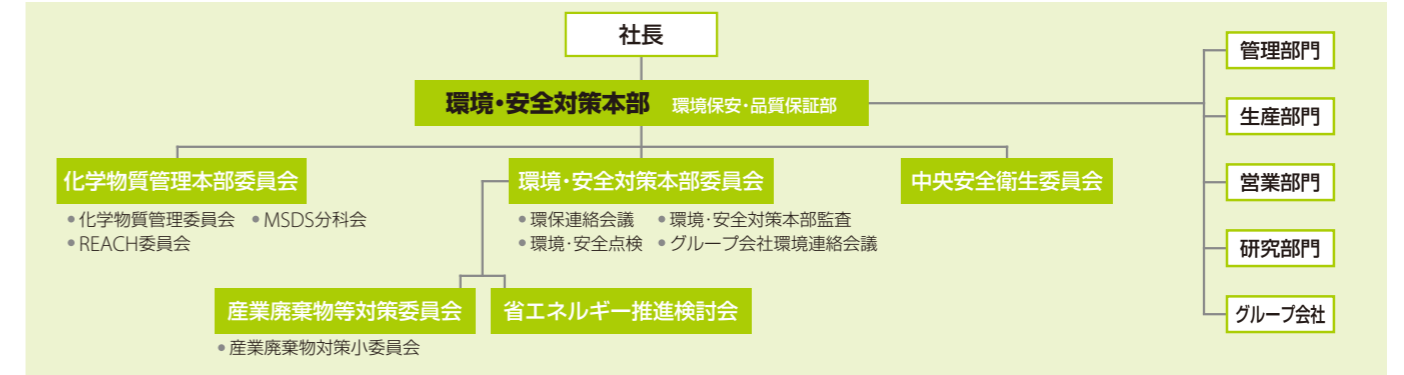 社長
環境・安全対策本部 環境保安・品質保証部
化学物質管理本部委員会
•化学物質管理委員会 •MSDS分科会
•REACH委員会
環境・安全対策本部委員会
•環保連絡会議 •環境・安全対策本部監査
•環境・安全点検 •グループ会社環境連絡会議
中央安全衛生委員会
産業廃棄物等対策委員会
•産業廃棄物対策小委員会
省エネルギー推進検討会
管理部門
生産部門
営業部門
研究部門
グループ会社